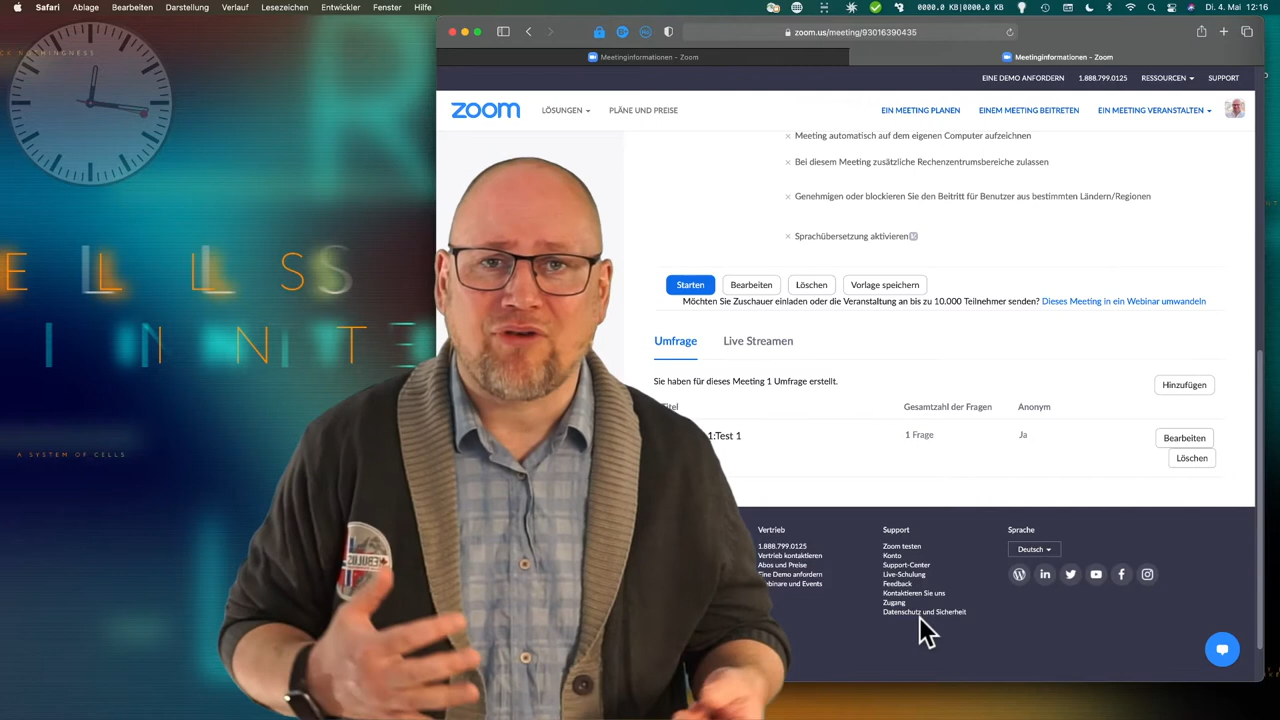 Safari Ablage Bearbeiten Darstellung Verlauf Lesezeichen Entwickler Fenster Hilfe
0000.0 KB 0000.0 KB Di. 4. Mai 12:16
zoom.us/meeting/93016390435
Meetinginformationen - Zoom Meetinginformationen - Zoom
EINE DEMO ANFORDERN 1.888.799.0125 RESSOURCEN SUPPORT
zoom LÖSUNGEN PLÄNE UND PREISE EIN MEETING PLANEN EINEM MEETING BEITRETEN EIN MEETING VERANSTALTEN
Meeting automatisch auf dem eigenen Computer aufzeichnen
Bei diesem Meeting zusätzliche Rechenzentrumsbereiche zulassen
Genehmigen oder blockieren Sie den Beitritt für Benutzer aus bestimmten Ländern/Regionen
Sprachübersetzung aktivieren
Starten Bearbeiten Löschen Vorlage speichern
Möchten Sie Zuschauer einladen oder die Veranstaltung an bis zu 10.000 Teilnehmer senden? Dieses Meeting in ein Webinar umwandeln
Umfrage Live Streamen
Sie haben für dieses Meeting 1 Umfrage erstellt.
Hinzufügen
Titel Gesamtzahl der Fragen Anonym
1:Test 1 1 Frage Ja
Bearbeiten
Löschen
Vertrieb
1.888.799.0125
Vertrieb kontaktieren
Abos und Preise
Eine Demo anfordern
Webinare und Events
Support
Zoom testen
Konto
Support-Center
Live-Schulung
Feedback
Kontaktieren Sie uns
Zugang
Datenschutz und Sicherheit
Sprache
Deutsch
NOTHINGNESS
E L L S
I N N T
A SYSTEM OF CELLS